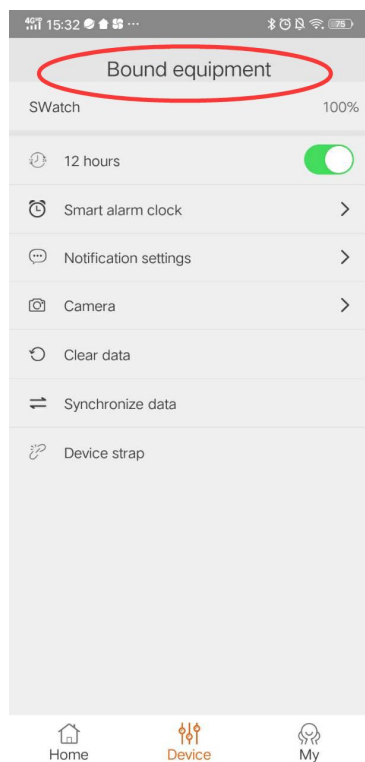 4G 15:32 ··· 75
Bound equipment
SWatch 100%
12 hours
Smart alarm clock
Notification settings
Camera
Clear data
Synchronize data
Device strap
Home Device My